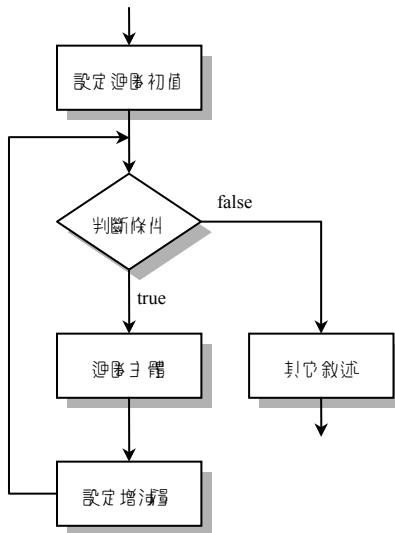 設定迴圈初值
判斷條件
false
true
迴圈主體
其它敘述
設定增減量